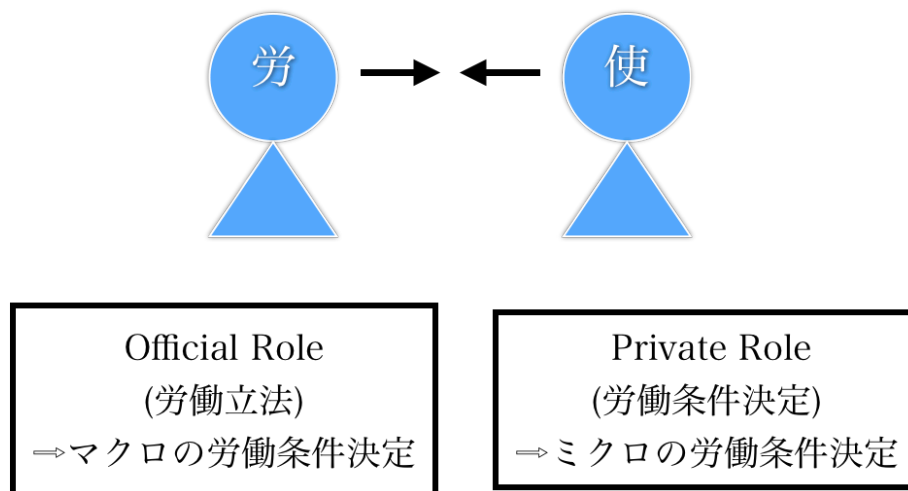 労
使
Official Role
(労働立法)
⇒マクロの労働条件決定
Private Role
(労働条件決定)
⇒ミクロの労働条件決定